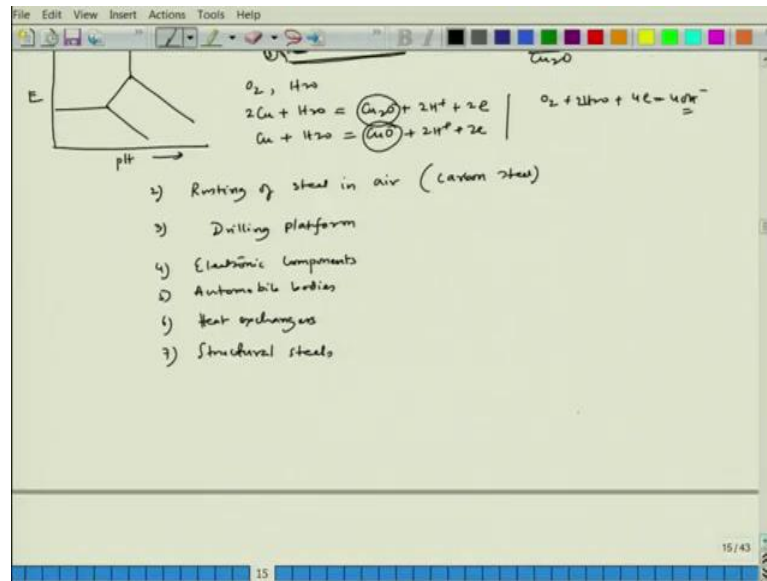 File Edit View Insert Actions Tools Help
Cu2O
E
O2, H2O
2Cu + H2O = Cu2O + 2H+ + 2e
O2 + 2H2O + 4e = 4OH-
Cu + H2O = CuO + 2H+ + 2e
pH →
2) Rusting of steel in air (carbon steel)
3) Drilling platform
4) Electronic components
5) Automobile bodies
6) Heat exchangers
7) Structural steels
15/43
15